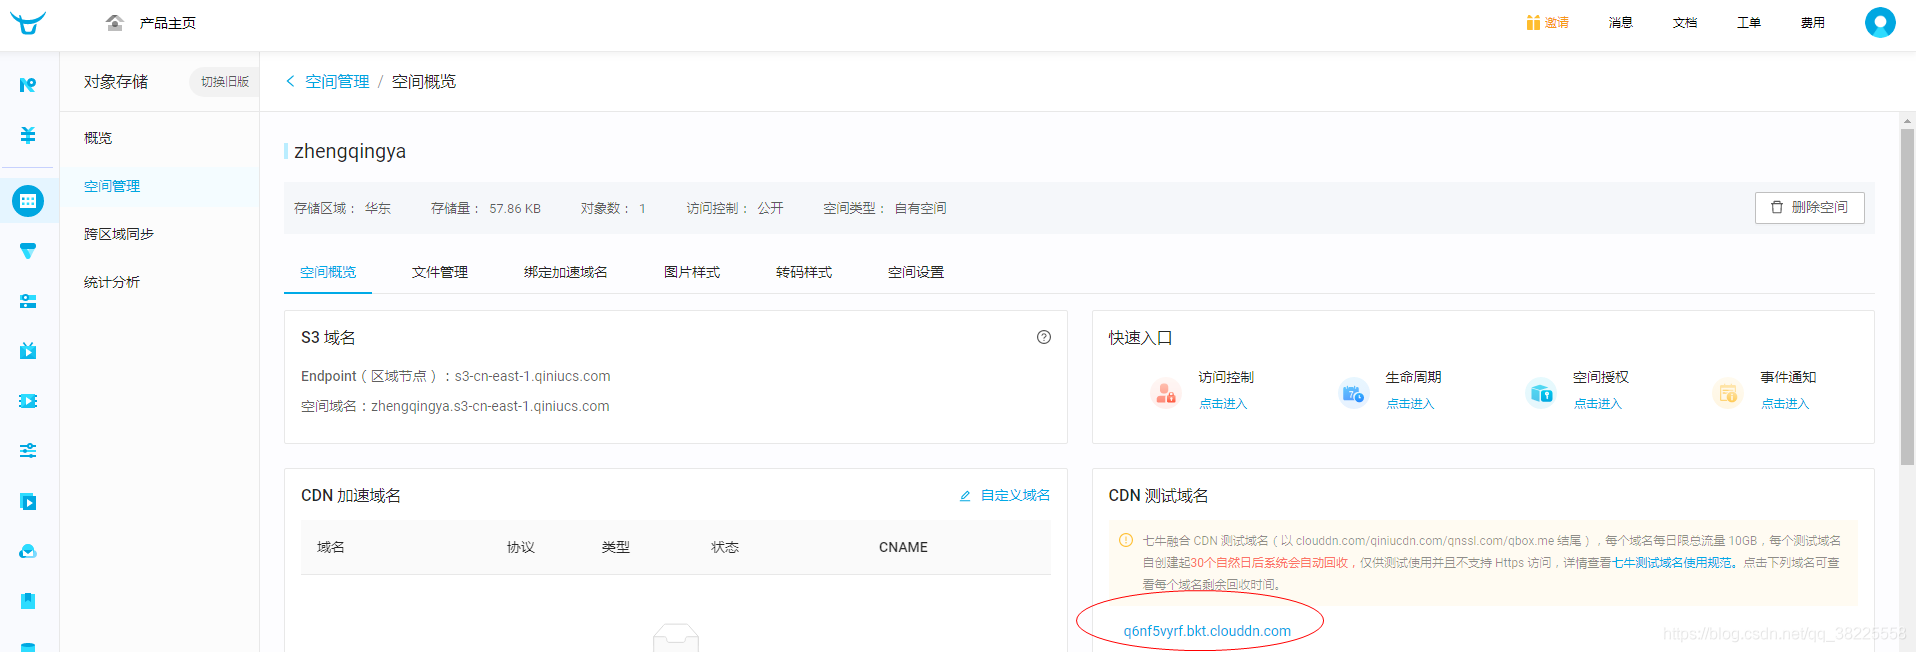 产品主页
邀请
消息
文档
工单
费用
对象存储
切换旧版
空间管理 / 空间概览
概览
空间管理
跨区域同步
统计分析
zhengqingya
存储区域： 华东
存储量： 57.86 KB
对象数： 1
访问控制： 公开
空间类型： 自有空间
删除空间
空间概览
文件管理
绑定加速域名
图片样式
转码样式
空间设置
S3 域名
Endpoint（区域节点）：s3-cn-east-1.qiniucs.com
空间域名：zhengqingya.s3-cn-east-1.qiniucs.com
快速入口
访问控制
点击进入
生命周期
点击进入
空间授权
点击进入
事件通知
点击进入
CDN 加速域名
自定义域名
域名
协议
类型
状态
CNAME
CDN 测试域名
七牛融合 CDN 测试域名（以 clouddn.com/qiniucdn.com/qnssl.com/qbox.me 结尾），每个域名每日限总流量 10GB，每个测试域名
自创建起30个自然日后系统会自动回收，仅供测试使用并且不支持 Https 访问，详情查看七牛测试域名使用规范。点击下列域名可查
看每个域名剩余回收时间。
q6nf5vyrf.bkt.clouddn.com
https://blog.csdn.net/qq_38225558